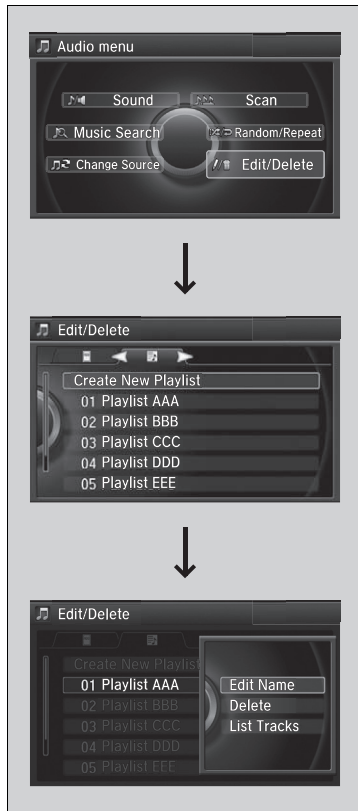 Audio menu
Sound
Scan
Music Search
Random/Repeat
Change Source
Edit/Delete
Edit/Delete
Create New Playlist
01 Playlist AAA
02 Playlist BBB
03 Playlist CCC
04 Playlist DDD
05 Playlist EEE
Edit/Delete
Create New Playlist
01 Playlist AAA
02 Playlist BBB
03 Playlist CCC
04 Playlist DDD
05 Playlist EEE
Edit Name
Delete
List Tracks